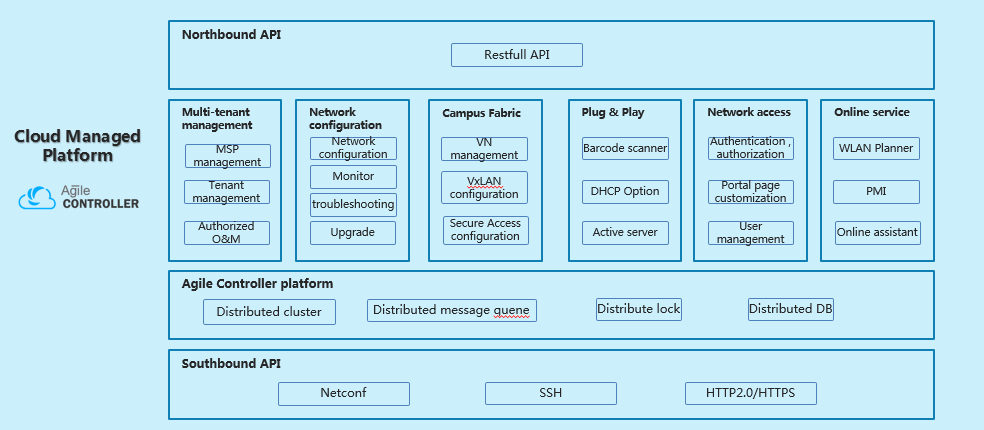 Northbound API
Restfull API
Cloud Managed
Platform
Agile
CONTROLLER
Multi-tenant
management
MSP
management
Tenant
management
Authorized
O&M
Network
configuration
Network
configuration
Monitor
troubleshooting
Upgrade
Campus Fabric
VN
management
VxLAN
configuration
Secure Access
configuration
Plug & Play
Barcode scanner
DHCP Option
Active server
Network access
Authentication ,
authorization
Portal page
customization
User
management
Online service
WLAN Planner
PMI
Online assistant
Agile Controller platform
Distributed cluster
Distributed message quene
Distribute lock
Distributed DB
Southbound API
Netconf
SSH
HTTP2.0/HTTPS